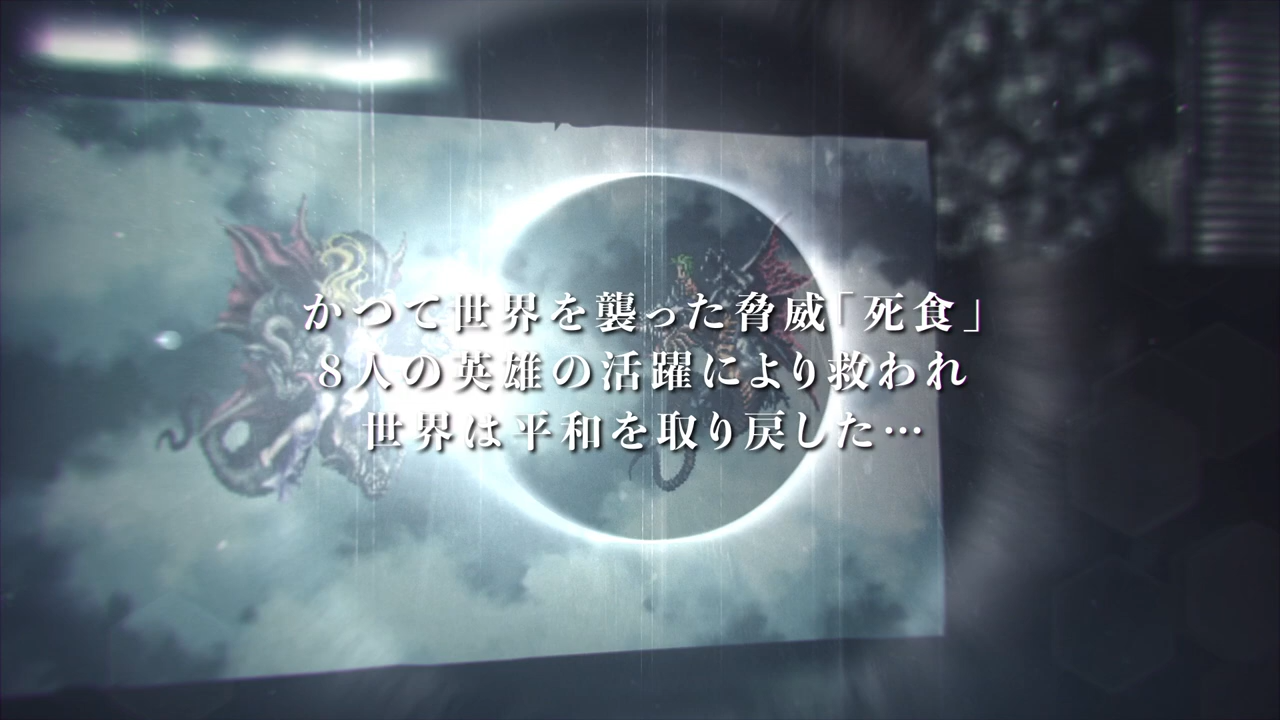 かつて世界を襲った脅威「死食」
8人の英雄の活躍により救われ
世界は平和を取り戻した…